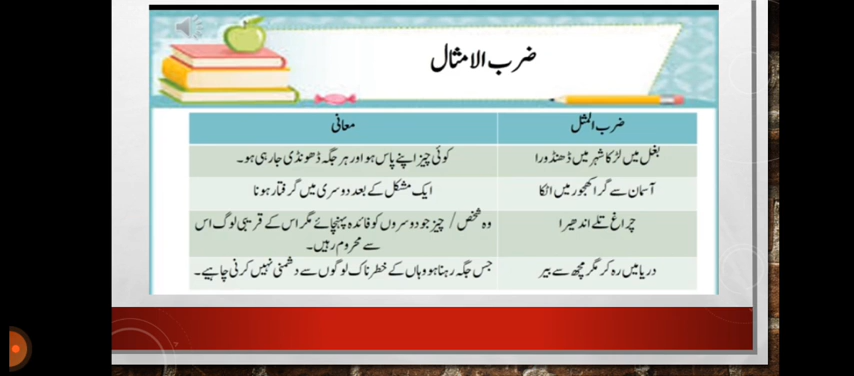 ضرب الامثال
ضرب المثل	معانی
بغل میں لڑکا شہر میں ڈھنڈورا	کوئی چیز اپنے پاس ہو اور ہر جگہ ڈھونڈی جارہی ہو۔
آسمان سے گرا کھجور میں اٹکا	ایک مشکل کے بعد دوسری میں گرفتار ہونا
چراغ تلے اندھیرا	وہ شخص / چیز جو دوسروں کو فائدہ پہنچائے مگر اس کے قریبی لوگ اس
سے محروم رہیں۔
دریا میں رہ کر مگر مچھ سے بیر	جس جگہ رہنا ہو وہاں کے خطرناک لوگوں سے دشمنی نہیں کرنی چاہیے۔